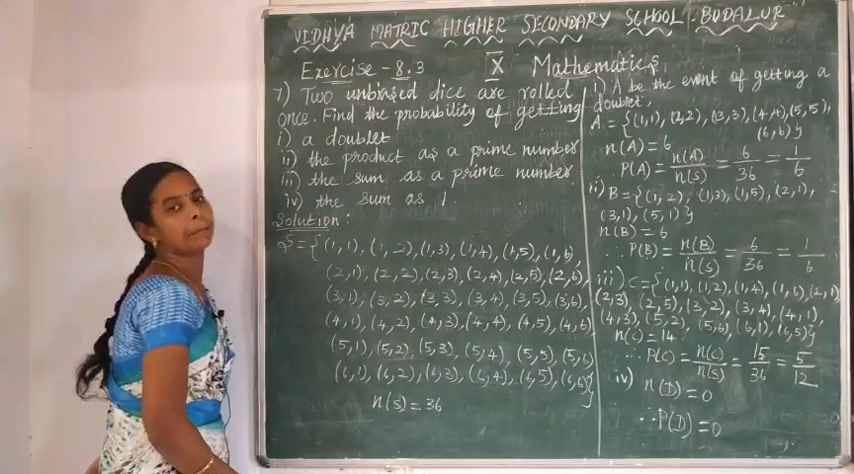 VIDHYA MATRIC HIGHER SECONDARY SCHOOL - BUDALUR
Exercise - 8.3 X Mathematics
7) Two unbiased dice are rolled
once. Find the probability of getting
i) a doublet
ii) the product as a prime number
iii) the sum as a prime number
iv) the sum as 1.
Solution :
S = {(1,1), (1,2), (1,3), (1,4), (1,5), (1,6),
(2,1), (2,2), (2,3), (2,4), (2,5), (2,6),
(3,1), (3,2), (3,3), (3,4), (3,5), (3,6),
(4,1), (4,2), (4,3), (4,4), (4,5), (4,6)
(5,1), (5,2), (5,3), (5,4), (5,5), (5,6)
(6,1), (6,2), (6,3), (6,4), (6,5), (6,6)}
n(S) = 36
i) A be the event of getting a
doublet,
A = {(1,1), (2,2), (3,3), (4,4), (5,5),
(6,6)}
n(A) = 6
P(A) = n(A)/n(S) = 6/36 = 1/6
ii) B = {(1,2), (1,3), (1,5), (2,1),
(3,1), (5,1)}
n(B) = 6
∴ P(B) = n(B)/n(S) = 6/36 = 1/6
iii) C = {(1,1), (1,2), (1,4), (1,6), (2,1)
(2,3), (2,5), (3,2), (3,4), (4,1),
(4,3), (5,2), (5,6), (6,1), (6,5)}
n(C) = 14
∴ P(C) = n(C)/n(S) = 15/36 = 5/12
iv) n(D) = 0
∴ P(D) = 0